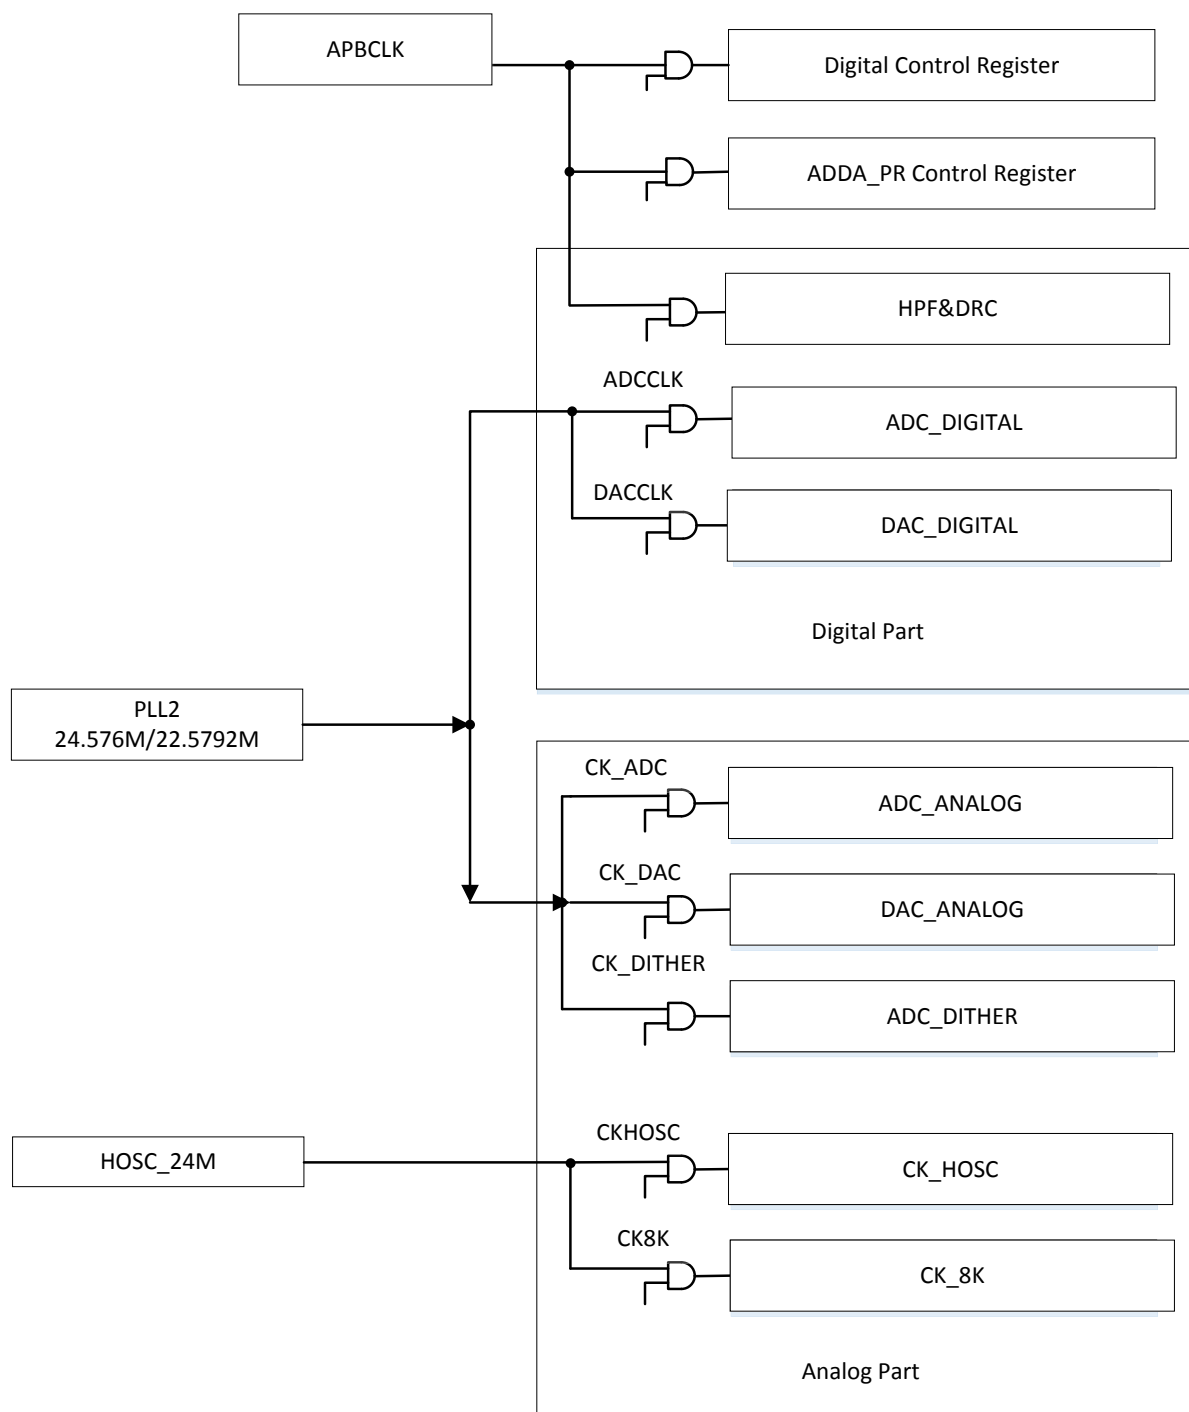 APBCLK
Digital Control Register
ADDA_PR Control Register
HPF&DRC
ADCCLK
ADC_DIGITAL
DACCLK
DAC_DIGITAL
Digital Part
PLL2
24.576M/22.5792M
CK_ADC
ADC_ANALOG
CK_DAC
DAC_ANALOG
CK_DITHER
ADC_DITHER
CKHOSC
HOSC_24M
CK_HOSC
CK8K
CK_8K
Analog Part